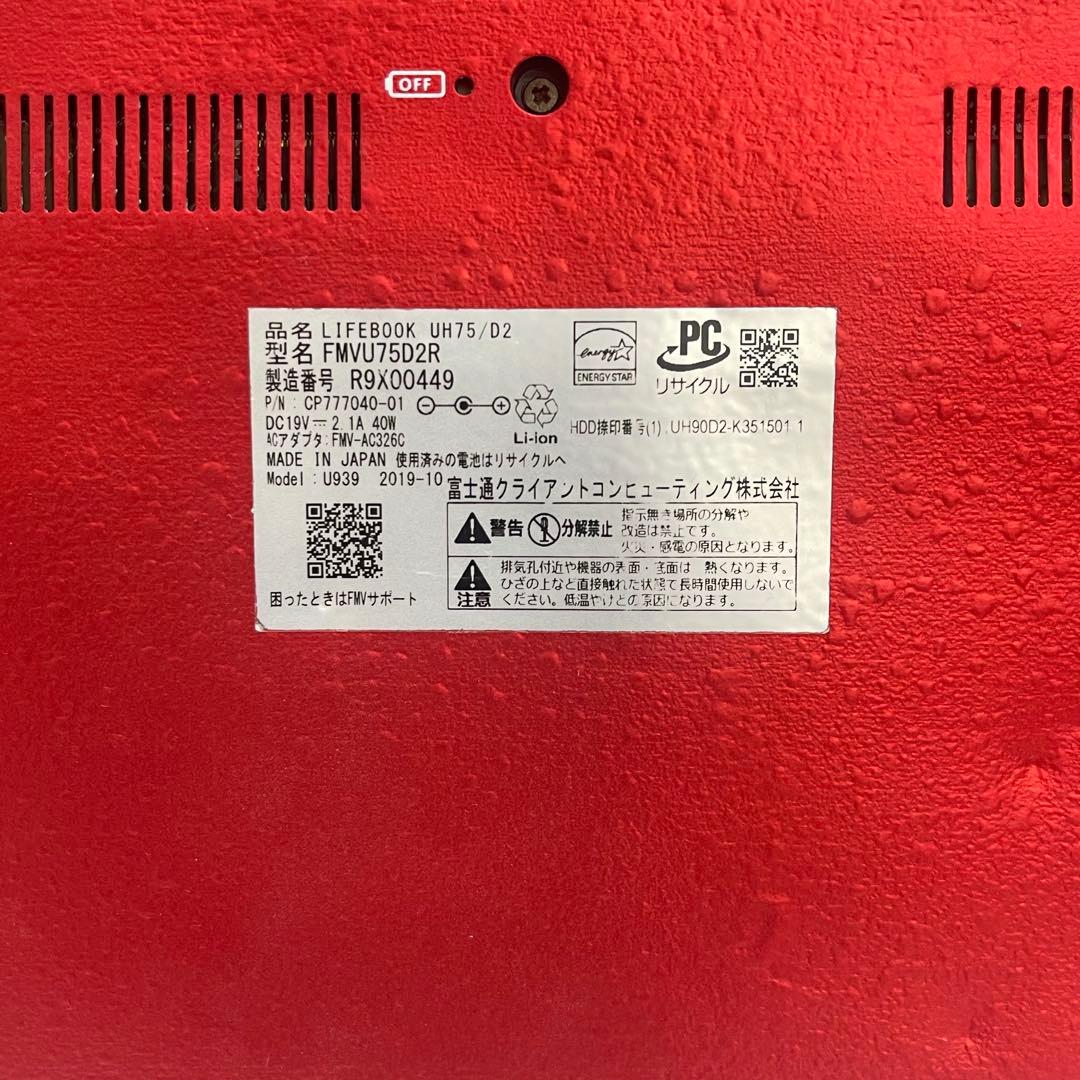 OFF
品名 LIFEBOOK UH75/D2
型名 FMVU75D2R
製造番号 R9X00449
P/N : CP777040-01
DC19V⎓2.1A 40W
ACアダプタ:FMV-AC326C
Li-ion
MADE IN JAPAN 使用済みの電池はリサイクルへ
Model : U939 2019-10
energy
ENERGY STAR
PC
リサイクル
HDD捺印番号(1):UH90D2-K351501 1
富士通クライアントコンピューティング株式会社
警告 分解禁止
指示無き場所の分解や
改造は禁止です。
火災・感電の原因となります。
注意
排気孔付近や機器の表面・底面は 熱くなります。
ひざの上など直接触れた状態で長時間使用しないで
ください。低温やけどの原因になります。
困ったときはFMVサポート